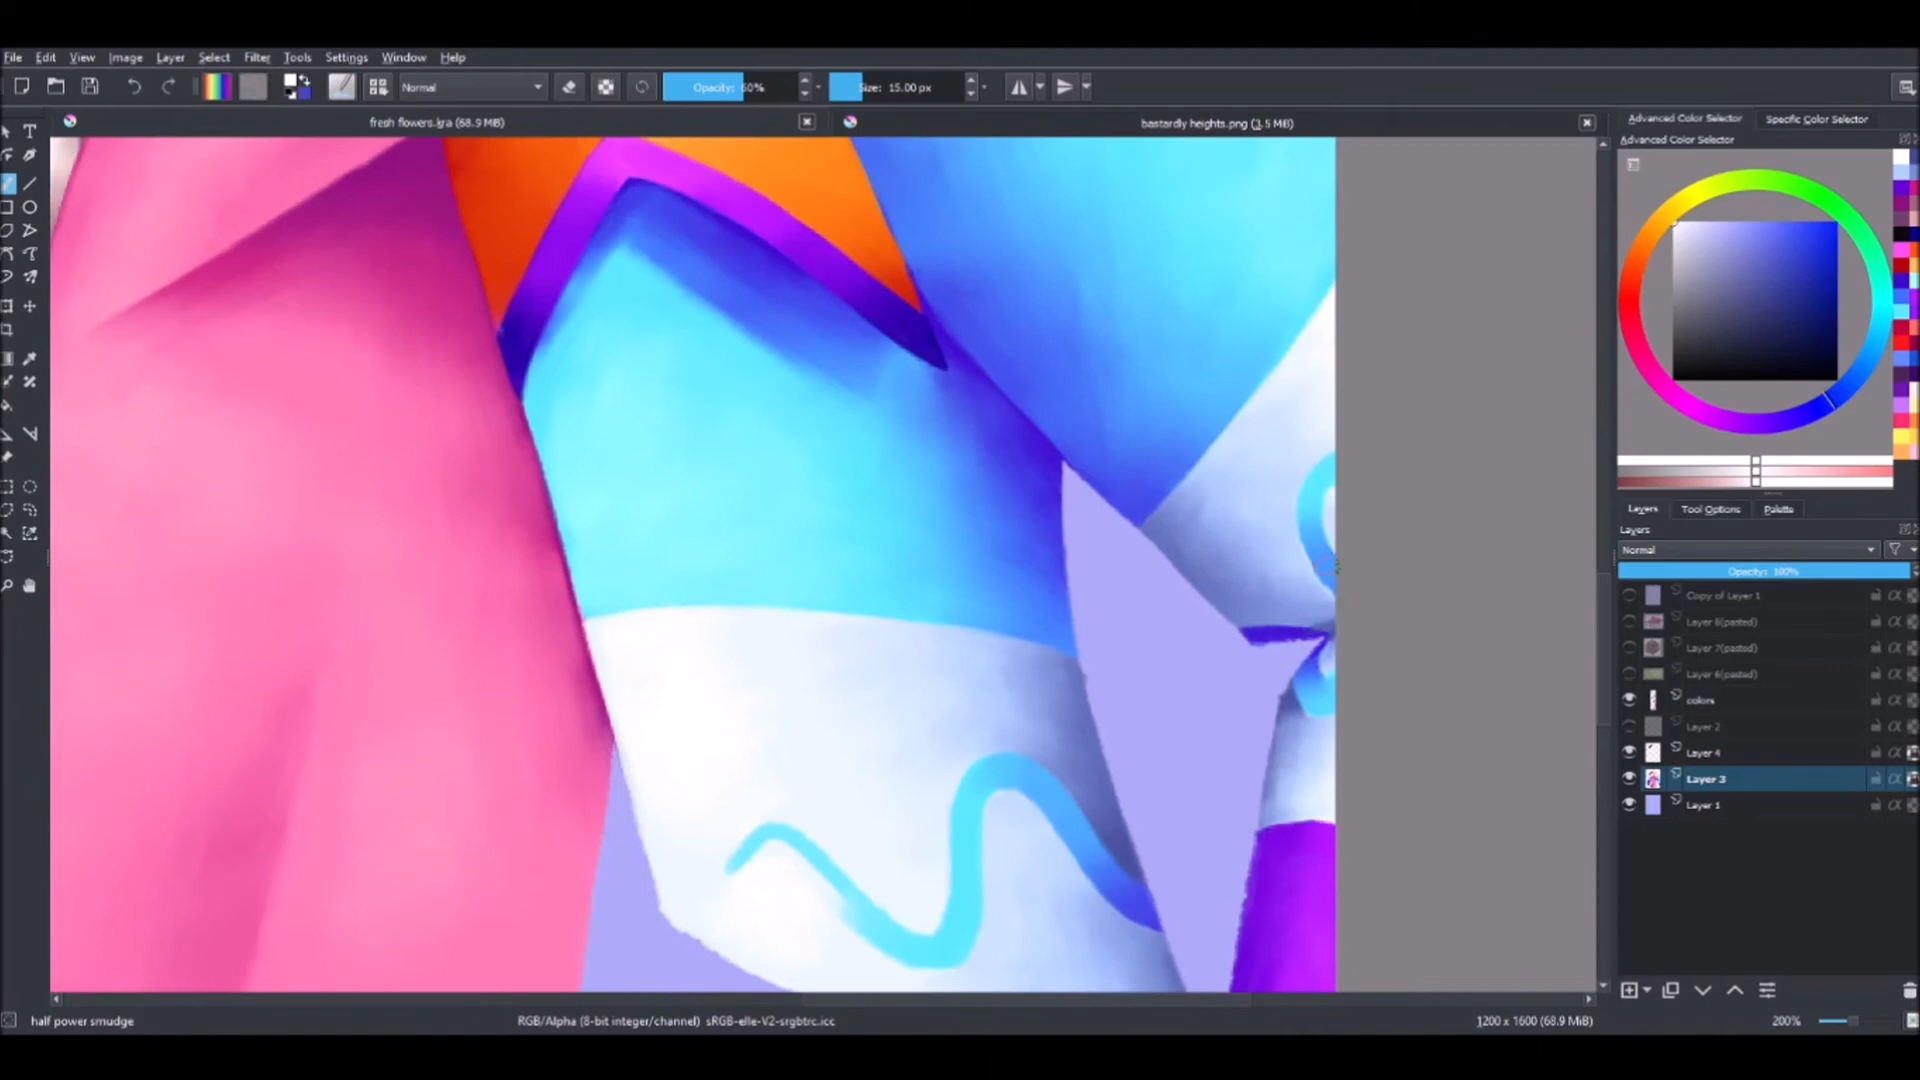 File Edit View Image Layer Select Filter Tools Settings Window Help
Normal Opacity: 60% Size: 15.00 px
fresh flowers.kra (68.9 MiB)
bastardly heights.png (3.5 MiB)
Advanced Color Selector Specific Color Selector
Advanced Color Selector
Layers Tool Options Palette
Layers
Normal
Opacity: 100%
Copy of Layer 1
Layer 8(pasted)
Layer 7(pasted)
Layer 6(pasted)
colors
Layer 2
Layer 4
Layer 3
Layer 1
half power smudge
RGB/Alpha (8-bit integer/channel) sRGB-elle-V2-srgbtrc.icc
1200 x 1600 (68.9 MiB)
200%